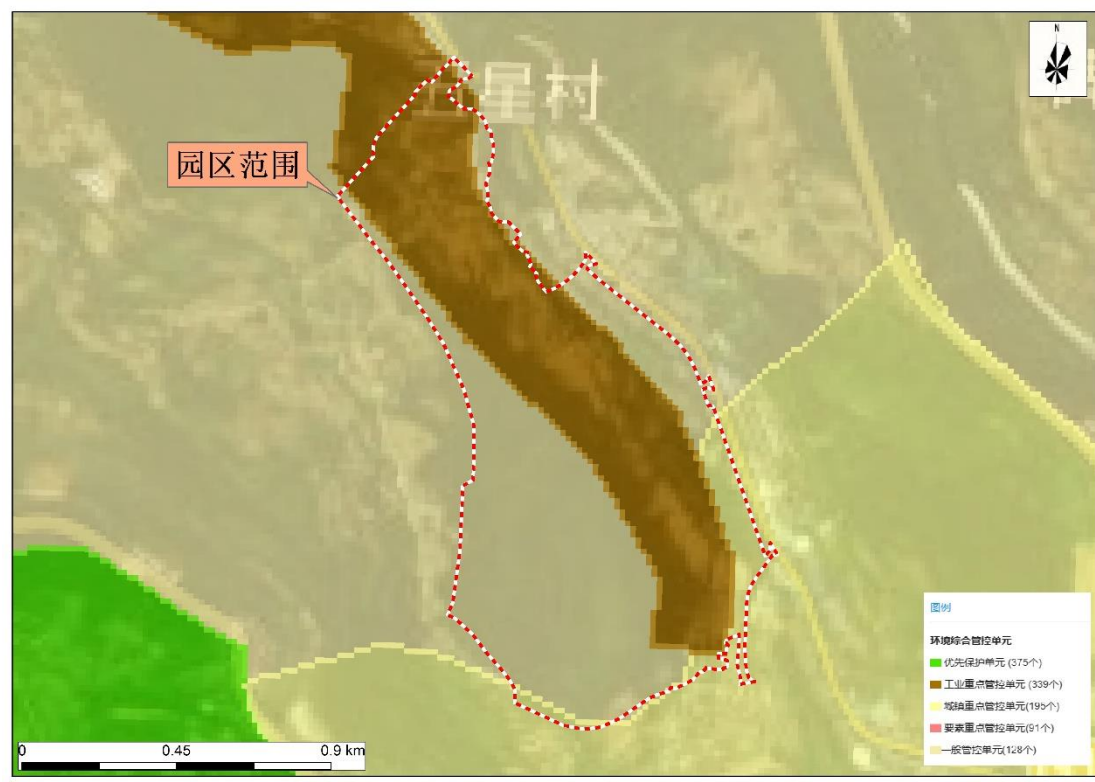 N
星村
园区范围
图例
环境综合管控单元
优先保护单元 (375个)
工业重点管控单元 (339个)
城镇重点管控单元(195个)
要素重点管控单元(91个)
一般管控单元(128个)
0 0.45 0.9 km